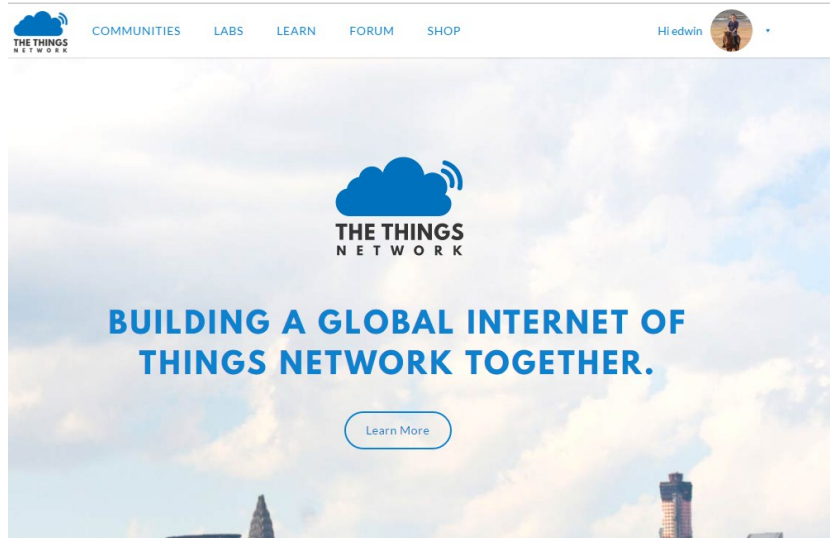 THE THINGS
NETWORK
COMMUNITIES LABS LEARN FORUM SHOP Hi edwin
THE THINGS
NETWORK
BUILDING A GLOBAL INTERNET OF
THINGS NETWORK TOGETHER.
Learn More